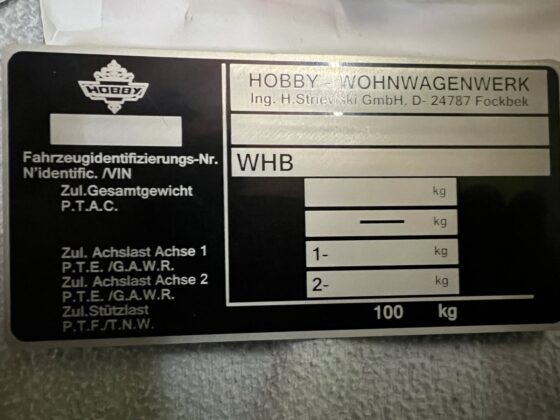 HOBBY
HOBBY - WOHNWAGENWERK
Ing. H.Striewski GmbH. D- 24787 Fockbek
Fahrzeugidentifizierungs-Nr.
N'identific. /VIN
WHB
Zul.Gesamtgewicht
P.T.A.C.
kg
— kg
Zul. Achslast Achse 1
P.T.E. /G.A.W.R.
1- kg
Zul. Achslast Achse 2
P.T.E. /G.A.W.R.
2- kg
Zul.Stützlast
P.T.F./T.N.W.
100 kg